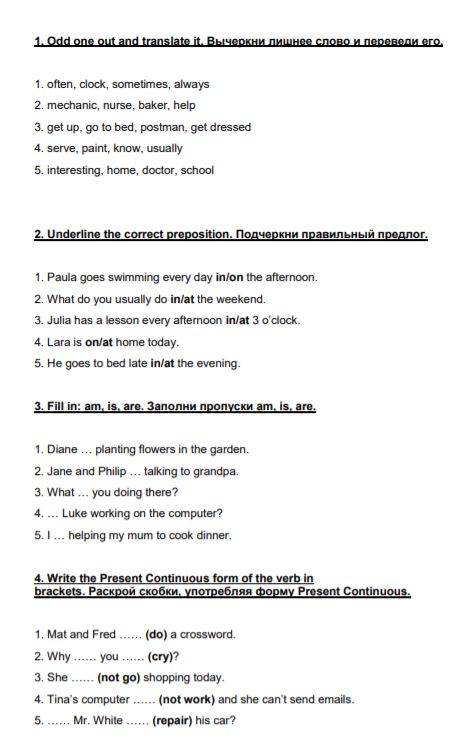 1. Odd one out and translate it. Вычеркни лишнее слово и переведи его.
1. often, clock, sometimes, always
2. mechanic, nurse, baker, help
3. get up, go to bed, postman, get dressed
4. serve, paint, know, usually
5. interesting, home, doctor, school
2. Underline the correct preposition. Подчеркни правильный предлог.
1. Paula goes swimming every day in/on the afternoon.
2. What do you usually do in/at the weekend.
3. Julia has a lesson every afternoon in/at 3 o'clock.
4. Lara is on/at home today.
5. He goes to bed late in/at the evening.
3. Fill in: am, is, are. Заполни пропуски am, is, are.
1. Diane … planting flowers in the garden.
2. Jane and Philip … talking to grandpa.
3. What … you doing there?
4. … Luke working on the computer?
5. I … helping my mum to cook dinner.
4. Write the Present Continuous form of the verb in
brackets. Раскрой скобки, употребляя форму Present Continuous.
1. Mat and Fred …… (do) a crossword.
2. Why …… you …… (cry)?
3. She …… (not go) shopping today.
4. Tina's computer …… (not work) and she can't send emails.
5. …… Mr. White …… (repair) his car?